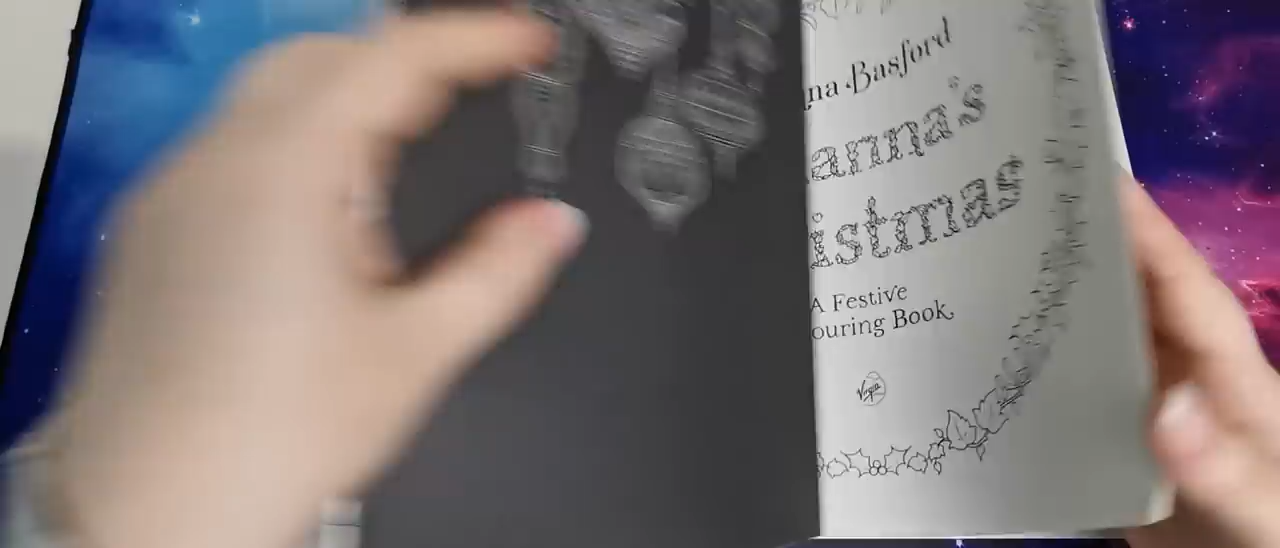 na Basford
anna's
istmas
A Festive
ouring Book
Virgin